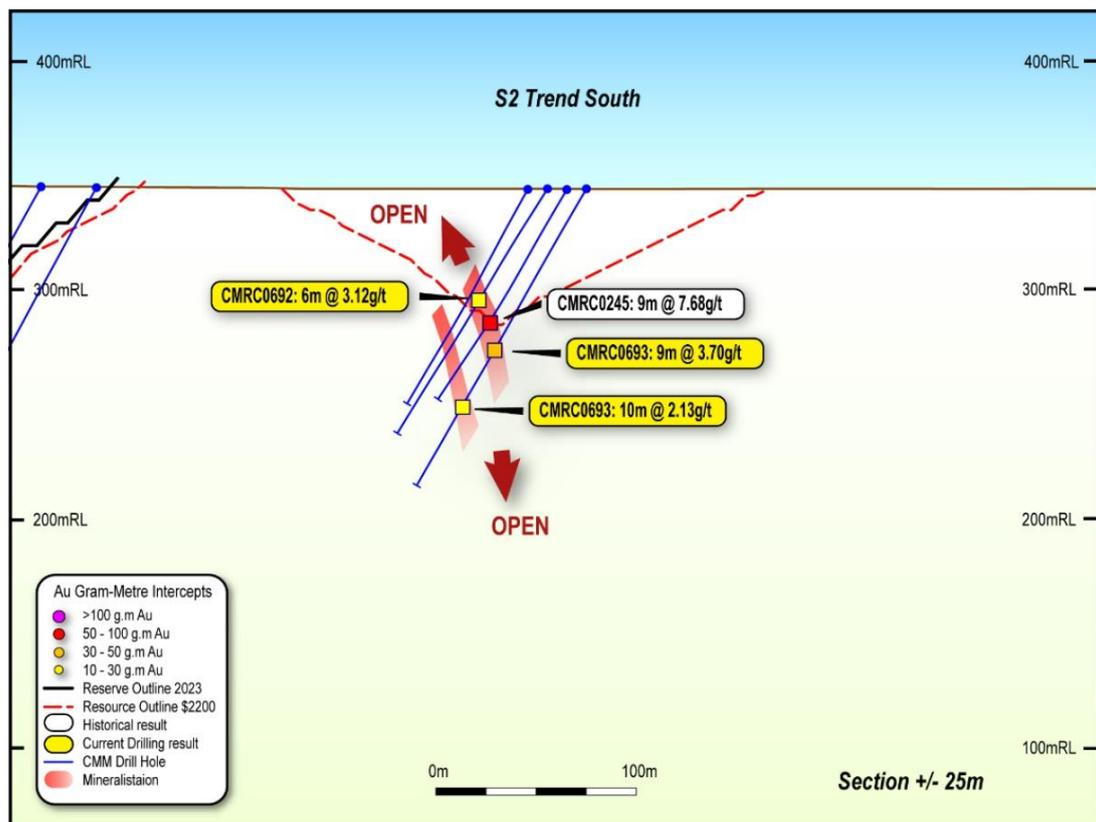 400mRL
400mRL
S2 Trend South
OPEN
300mRL
300mRL
CMRC0692: 6m @ 3.12g/t
CMRC0245: 9m @ 7.68g/t
CMRC0693: 9m @ 3.70g/t
CMRC0693: 10m @ 2.13g/t
OPEN
200mRL
200mRL
Au Gram-Metre Intercepts
>100 g.m Au
50 - 100 g.m Au
30 - 50 g.m Au
10 - 30 g.m Au
Reserve Outline 2023
Resource Outline $2200
Historical result
Current Drilling result
CMM Drill Hole
Mineralistaion
100mRL
0m
100m
Section +/- 25m